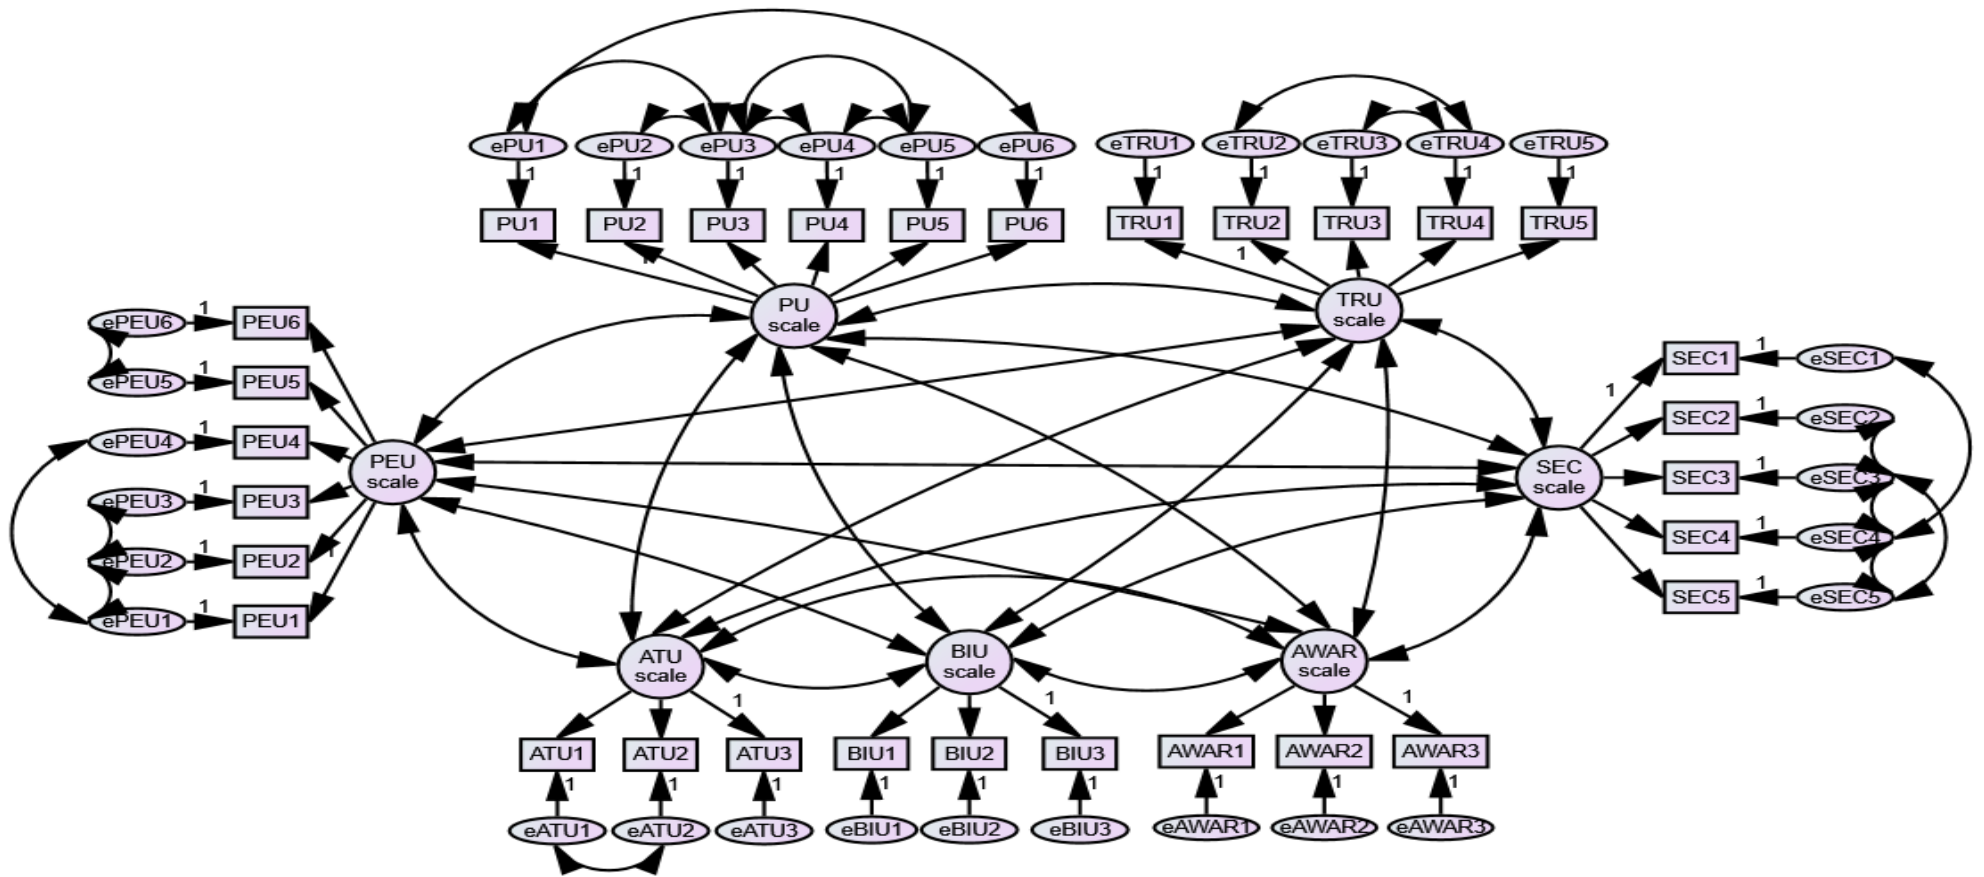 ePU1 ePU2 ePU3 ePU4 ePU5 ePU6 eTRU1 eTRU2 eTRU3 eTRU4 eTRU5
1 1 1 1 1 1 1 1 1 1 1
PU1 PU2 PU3 PU4 PU5 PU6 TRU1 TRU2 TRU3 TRU4 TRU5
1 1
PU
scale
TRU
scale
ePEU6 1 PEU6
ePEU5 1 PEU5
ePEU4 1 PEU4
ePEU3 1 PEU3
ePEU2 1 PEU2
1
ePEU1 1 PEU1
PEU
scale
SEC
scale
1
SEC1 1 eSEC1
SEC2 1 eSEC2
SEC3 1 eSEC3
SEC4 1 eSEC4
SEC5 1 eSEC5
ATU
scale
BIU
scale
AWAR
scale
1 1 1
ATU1 ATU2 ATU3 BIU1 BIU2 BIU3 AWAR1 AWAR2 AWAR3
1 1 1 1 1 1 1 1 1
eATU1 eATU2 eATU3 eBIU1 eBIU2 eBIU3 eAWAR1 eAWAR2 eAWAR3